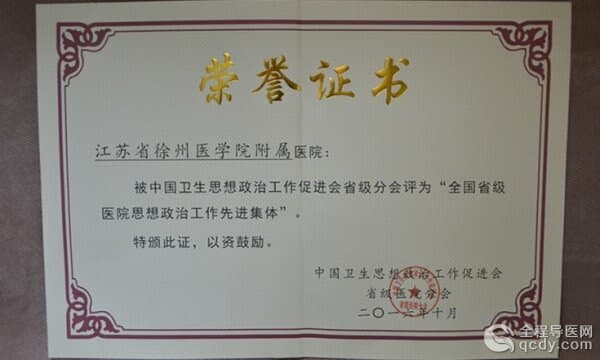 荣誉证书
江苏省徐州医学院附属医院：
被中国卫生思想政治工作促进会省级分会评为“全国省级
医院思想政治工作先进集体”。
特颁此证，以资鼓励。
中国卫生思想政治工作促进会
省级医院分会
二〇一六年十月
全程导医网
qcdy.com